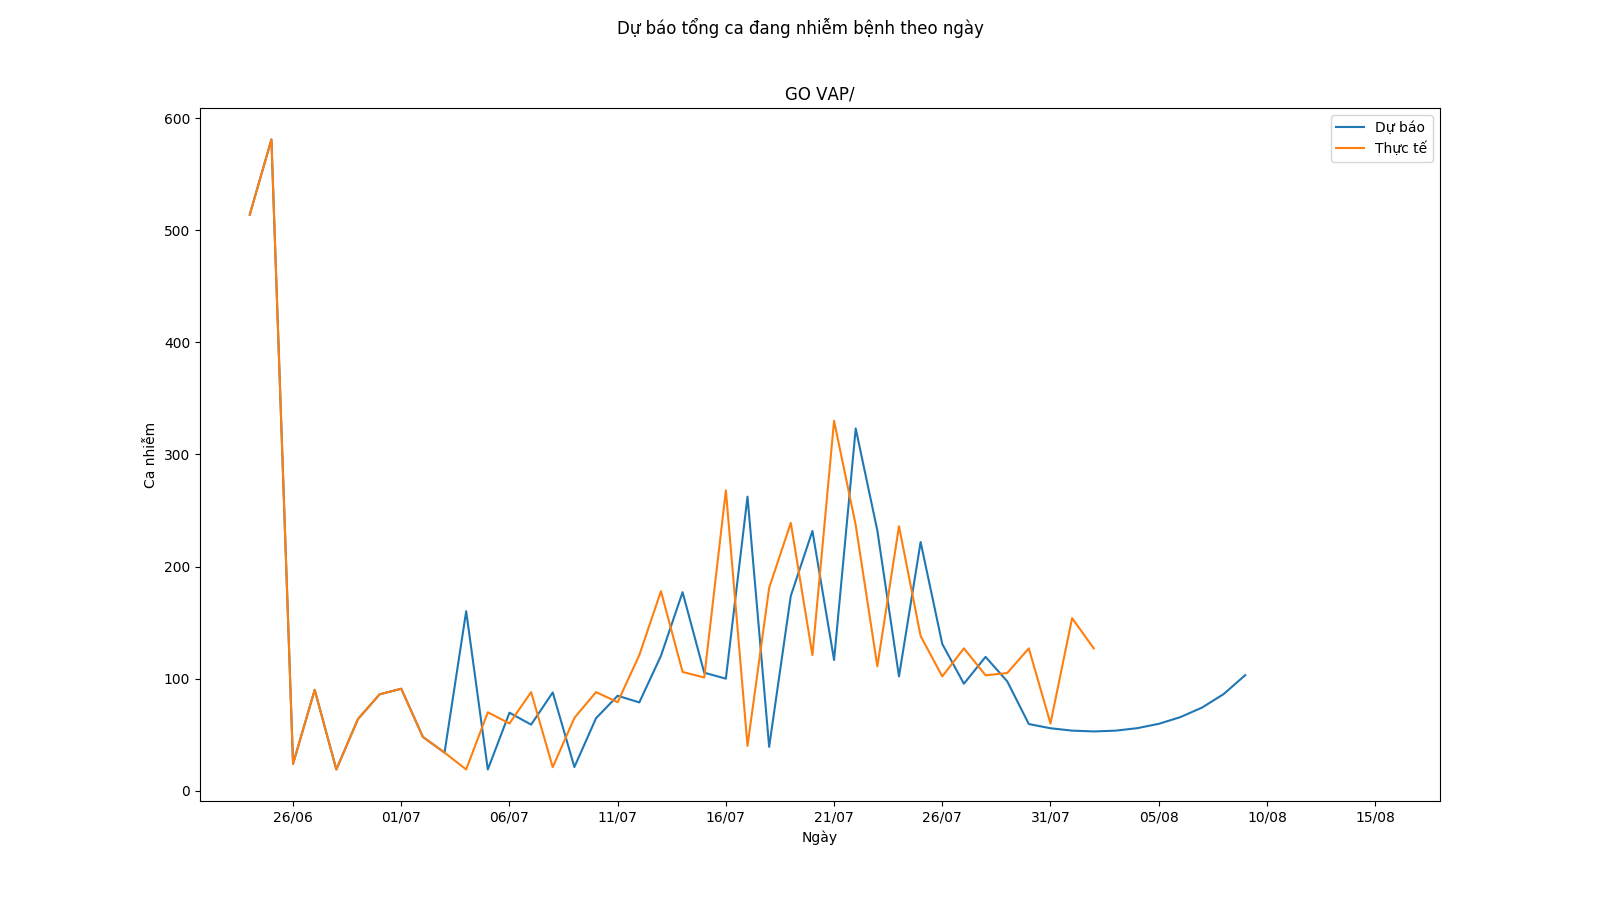 Dự báo tổng ca đang nhiễm bệnh theo ngày
GO VAP/
Dự báo
Thực tế
Ca nhiễm
600
500
400
300
200
100
0
26/06 01/07 06/07 11/07 16/07 21/07 26/07 31/07 05/08 10/08 15/08
Ngày